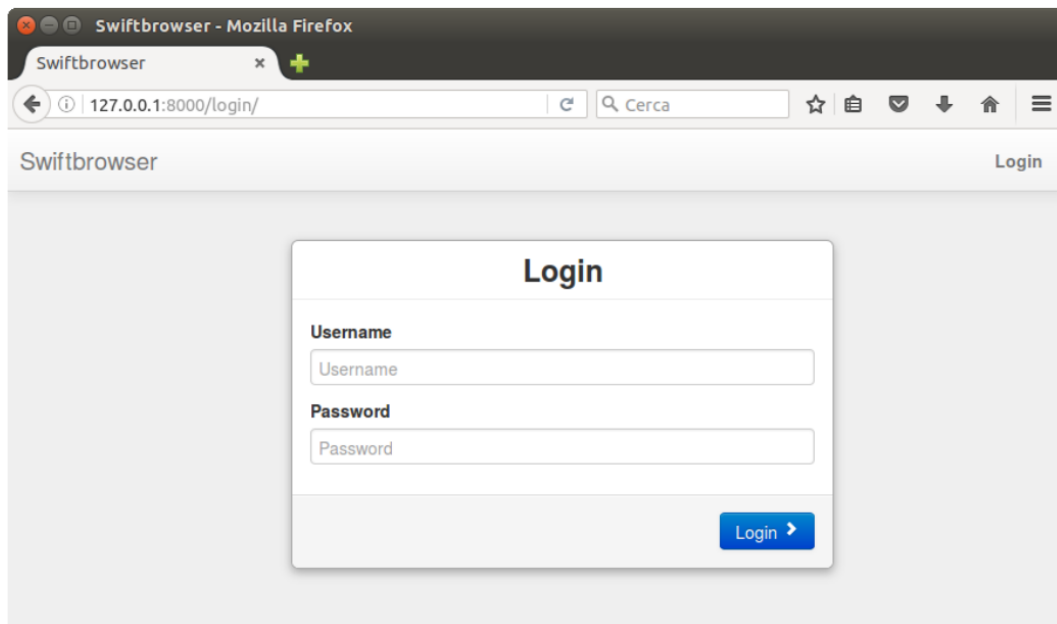 Swiftbrowser - Mozilla Firefox
Swiftbrowser
127.0.0.1:8000/login/
Cerca
Swiftbrowser
Login
Login
Username
Username
Password
Password
Login